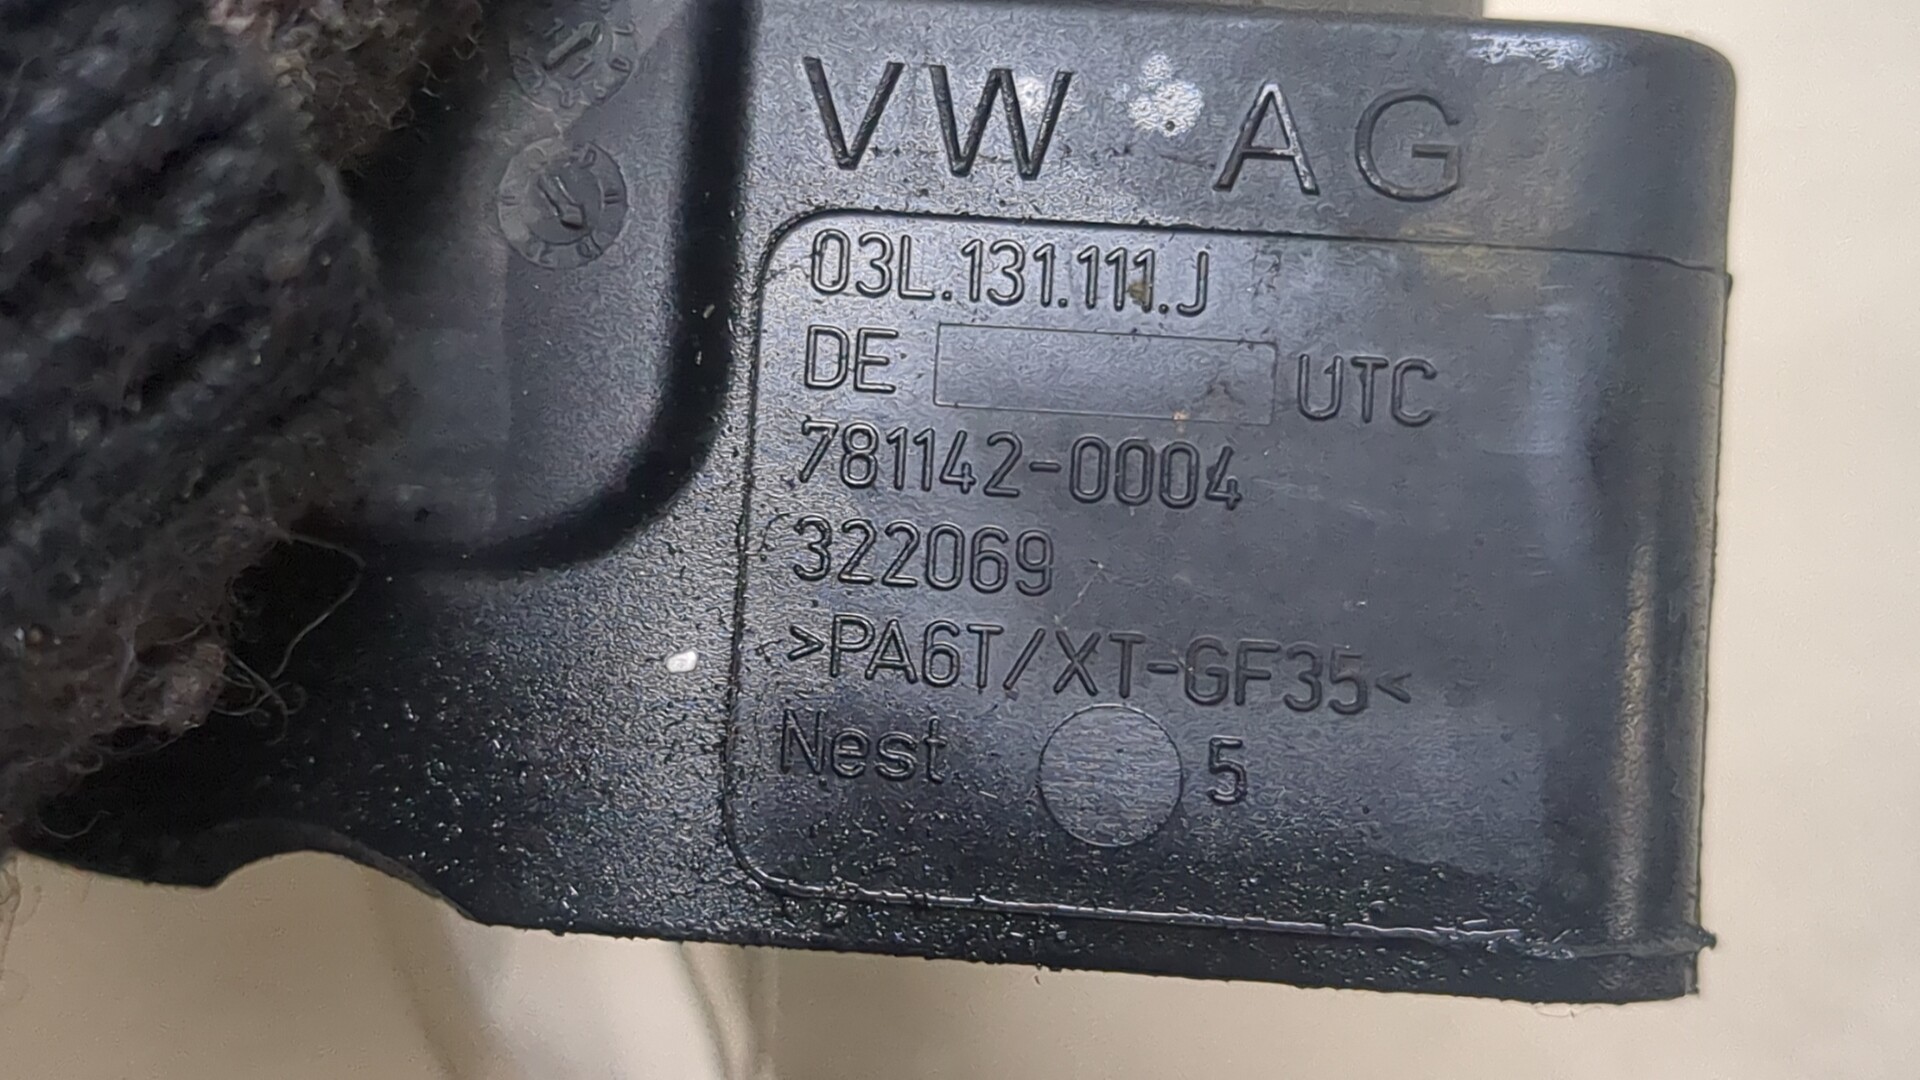 VW AG
03L.131.111.J
DE UTC
781142-0004
322069
>PA6T/XT-GF35<
Nest 5